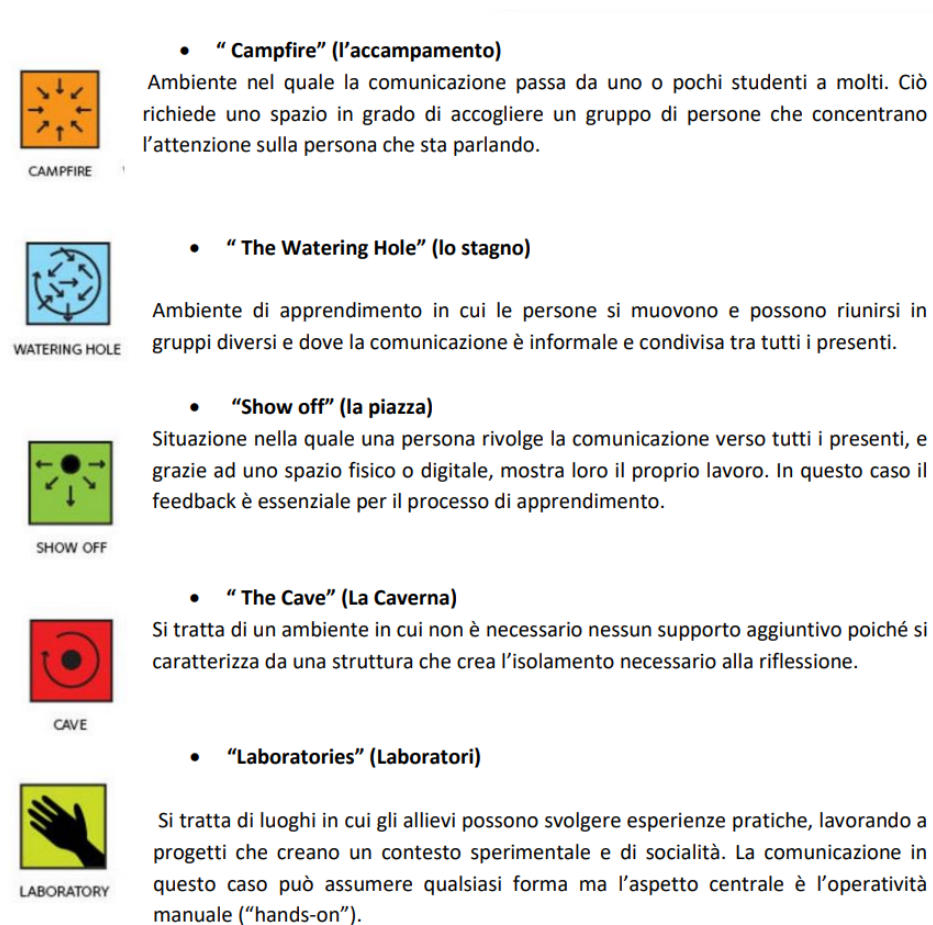 • “ Campfire” (l’accampamento)
Ambiente nel quale la comunicazione passa da uno o pochi studenti a molti. Ciò
richiede uno spazio in grado di accogliere un gruppo di persone che concentrano
l’attenzione sulla persona che sta parlando.
CAMPFIRE
• “ The Watering Hole” (lo stagno)
Ambiente di apprendimento in cui le persone si muovono e possono riunirsi in
gruppi diversi e dove la comunicazione è informale e condivisa tra tutti i presenti.
WATERING HOLE
• “Show off” (la piazza)
Situazione nella quale una persona rivolge la comunicazione verso tutti i presenti, e
grazie ad uno spazio fisico o digitale, mostra loro il proprio lavoro. In questo caso il
feedback è essenziale per il processo di apprendimento.
SHOW OFF
• “ The Cave” (La Caverna)
Si tratta di un ambiente in cui non è necessario nessun supporto aggiuntivo poiché si
caratterizza da una struttura che crea l’isolamento necessario alla riflessione.
CAVE
• “Laboratories” (Laboratori)
Si tratta di luoghi in cui gli allievi possono svolgere esperienze pratiche, lavorando a
progetti che creano un contesto sperimentale e di socialità. La comunicazione in
questo caso può assumere qualsiasi forma ma l’aspetto centrale è l’operatività
manuale (“hands-on”).
LABORATORY